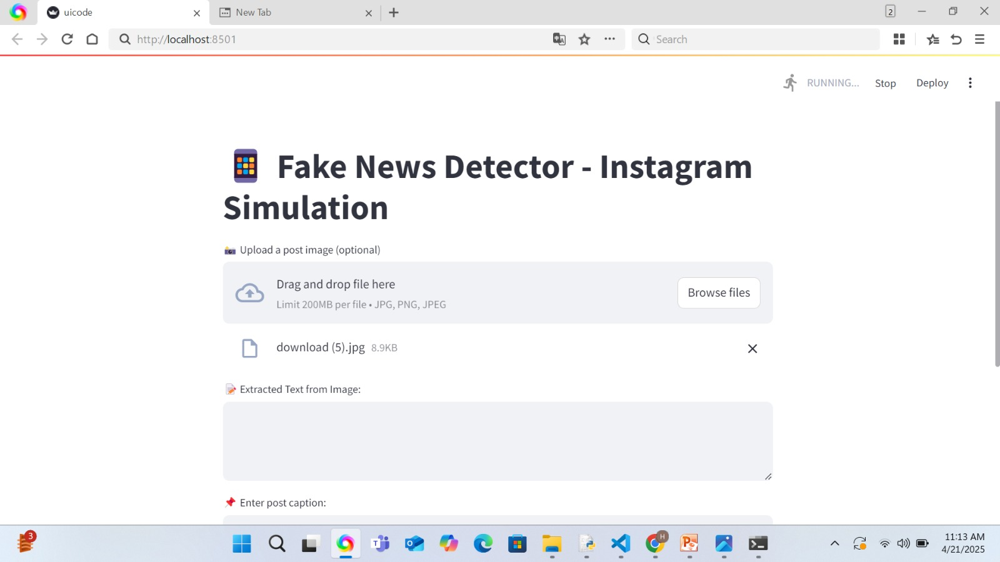 uicode
New Tab
2
http://localhost:8501
Search
RUNNING...
Stop
Deploy
Fake News Detector - Instagram
Simulation
Upload a post image (optional)
Drag and drop file here
Limit 200MB per file • JPG, PNG, JPEG
Browse files
download (5).jpg 8.9KB
Extracted Text from Image:
Enter post caption:
3
H
11:13 AM
4/21/2025